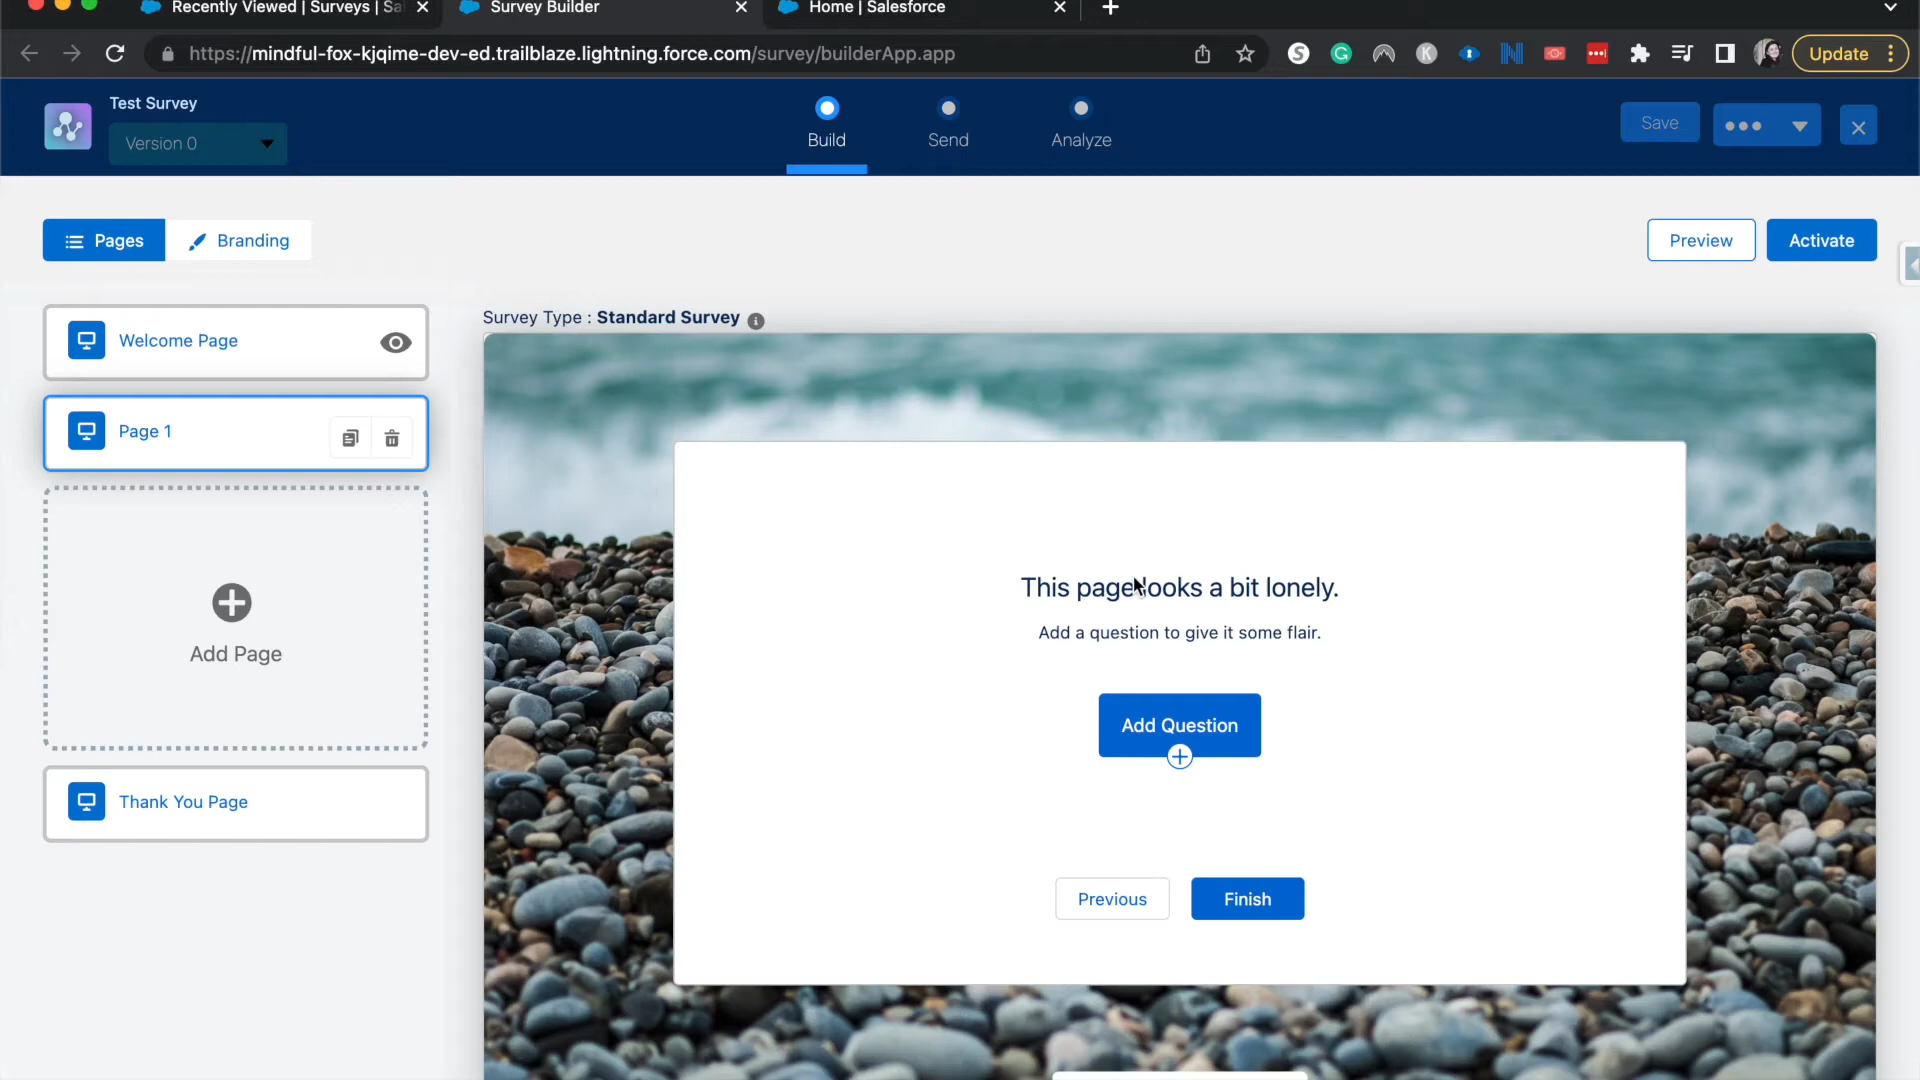 Recently Viewed | Surveys | Sa
Survey Builder
Home | Salesforce
https://mindful-fox-kjqime-dev-ed.trailblaze.lightning.force.com/survey/builderApp.app
Update
Test Survey
Version 0
Build
Send
Analyze
Save
Pages
Branding
Preview
Activate
Survey Type : Standard Survey
Welcome Page
Page 1
Add Page
Thank You Page
This page looks a bit lonely.
Add a question to give it some flair.
Add Question
Previous
Finish